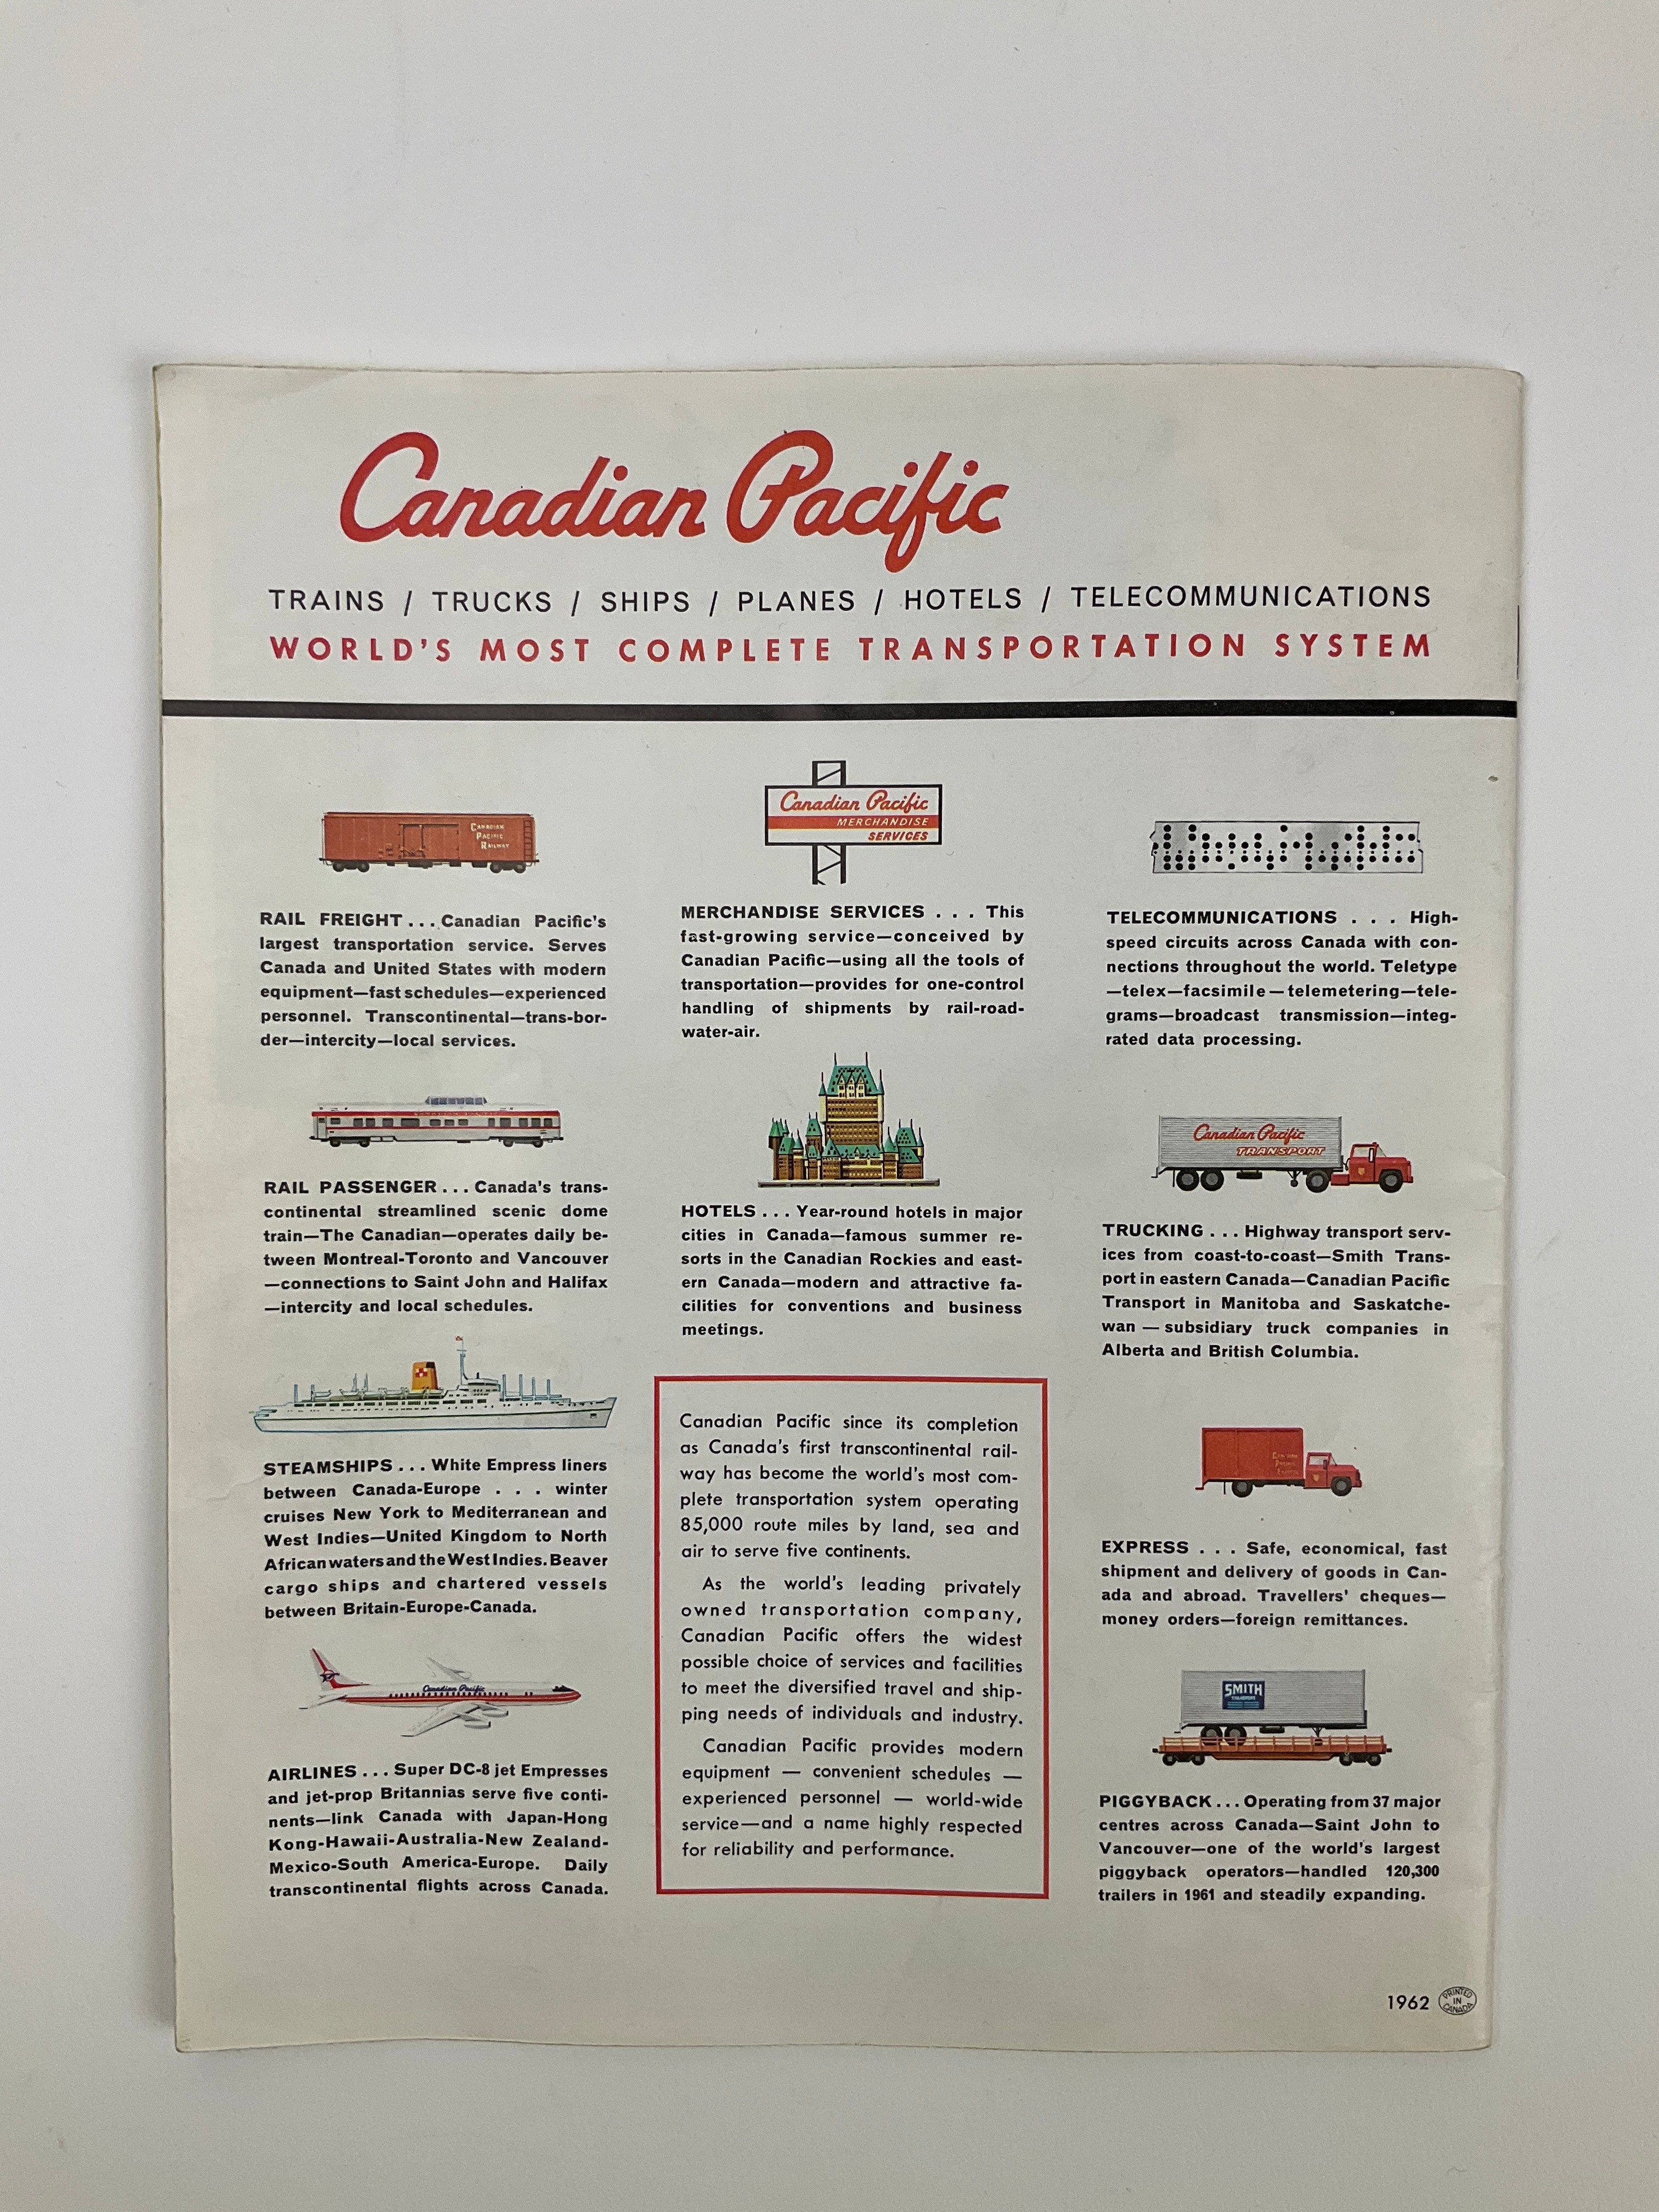 Canadian Pacific
TRAINS / TRUCKS / SHIPS / PLANES / HOTELS / TELECOMMUNICATIONS
WORLD'S MOST COMPLETE TRANSPORTATION SYSTEM
CANADIAN
PACIFIC
RAILWAY
RAIL FREIGHT . . . Canadian Pacific's
largest transportation service. Serves
Canada and United States with modern
equipment—fast schedules—experienced
personnel. Transcontinental—trans-bor-
der—intercity—local services.
RAIL PASSENGER . . . Canada's trans-
continental streamlined scenic dome
train—The Canadian—operates daily be-
tween Montreal-Toronto and Vancouver
—connections to Saint John and Halifax
—intercity and local schedules.
STEAMSHIPS . . . White Empress liners
between Canada-Europe . . . winter
cruises New York to Mediterranean and
West Indies—United Kingdom to North
African waters and the West Indies. Beaver
cargo ships and chartered vessels
between Britain-Europe-Canada.
Canadian Pacific
AIRLINES . . . Super DC-8 jet Empresses
and jet-prop Britannias serve five conti-
nents—link Canada with Japan-Hong
Kong-Hawaii-Australia-New Zealand-
Mexico-South America-Europe. Daily
transcontinental flights across Canada.
Canadian Pacific
MERCHANDISE
SERVICES
MERCHANDISE SERVICES . . . This
fast-growing service—conceived by
Canadian Pacific—using all the tools of
transportation—provides for one-control
handling of shipments by rail-road-
water-air.
HOTELS . . . Year-round hotels in major
cities in Canada—famous summer re-
sorts in the Canadian Rockies and east-
ern Canada—modern and attractive fa-
cilities for conventions and business
meetings.
Canadian Pacific since its completion
as Canada's first transcontinental rail-
way has become the world's most com-
plete transportation system operating
85,000 route miles by land, sea and
air to serve five continents.
As the world's leading privately
owned transportation company,
Canadian Pacific offers the widest
possible choice of services and facilities
to meet the diversified travel and ship-
ping needs of individuals and industry.
Canadian Pacific provides modern
equipment — convenient schedules —
experienced personnel — world-wide
service—and a name highly respected
for reliability and performance.
TELECOMMUNICATIONS . . . High-
speed circuits across Canada with con-
nections throughout the world. Teletype
—telex—facsimile—telemetering—tele-
grams—broadcast transmission—integ-
rated data processing.
Canadian Pacific
TRANSPORT
TRUCKING . . . Highway transport serv-
ices from coast-to-coast—Smith Trans-
port in eastern Canada—Canadian Pacific
Transport in Manitoba and Saskatche-
wan — subsidiary truck companies in
Alberta and British Columbia.
EXPRESS . . . Safe, economical, fast
shipment and delivery of goods in Can-
ada and abroad. Travellers' cheques—
money orders—foreign remittances.
SMITH
TRANSPORT
PIGGYBACK . . . Operating from 37 major
centres across Canada—Saint John to
Vancouver—one of the world's largest
piggyback operators—handled 120,300
trailers in 1961 and steadily expanding.
1962
PRINTED
IN
CANADA